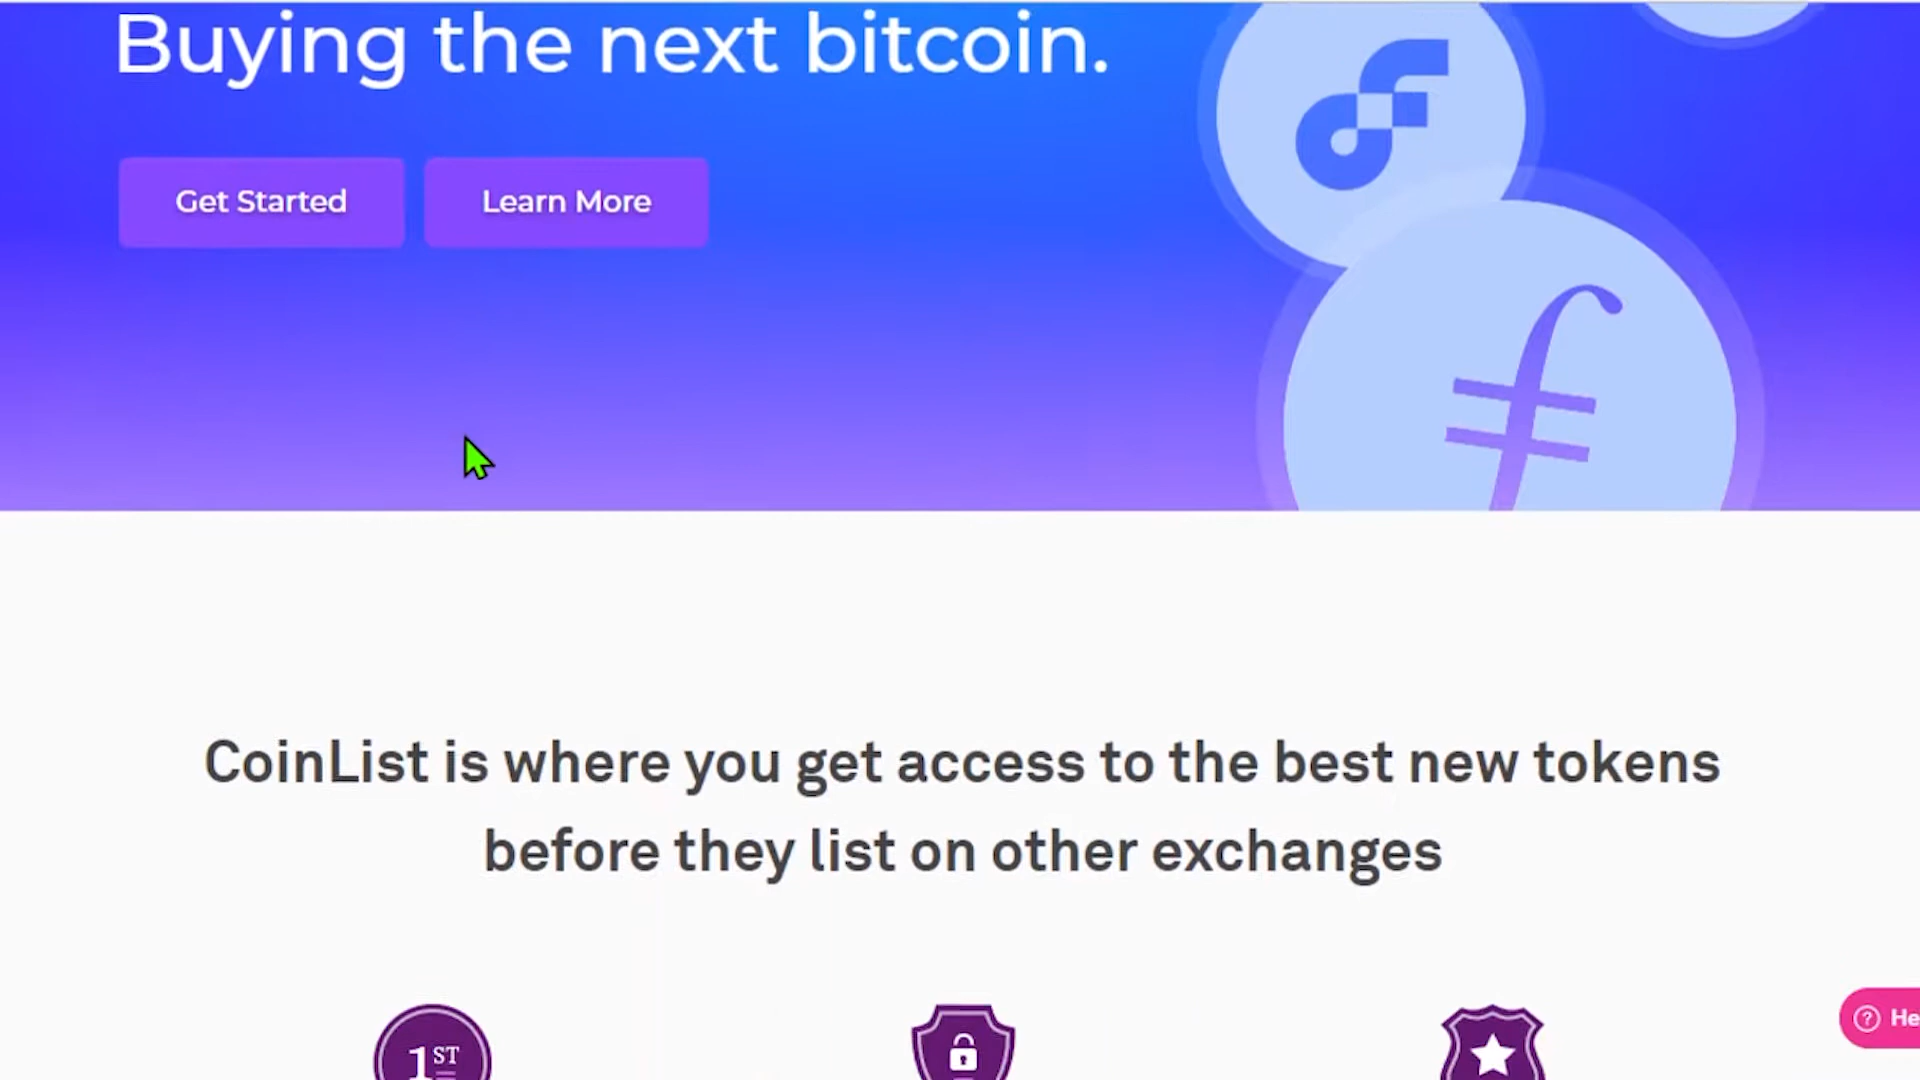 Buying the next bitcoin.
Get Started
Learn More
CoinList is where you get access to the best new tokens
before they list on other exchanges
1ST
He